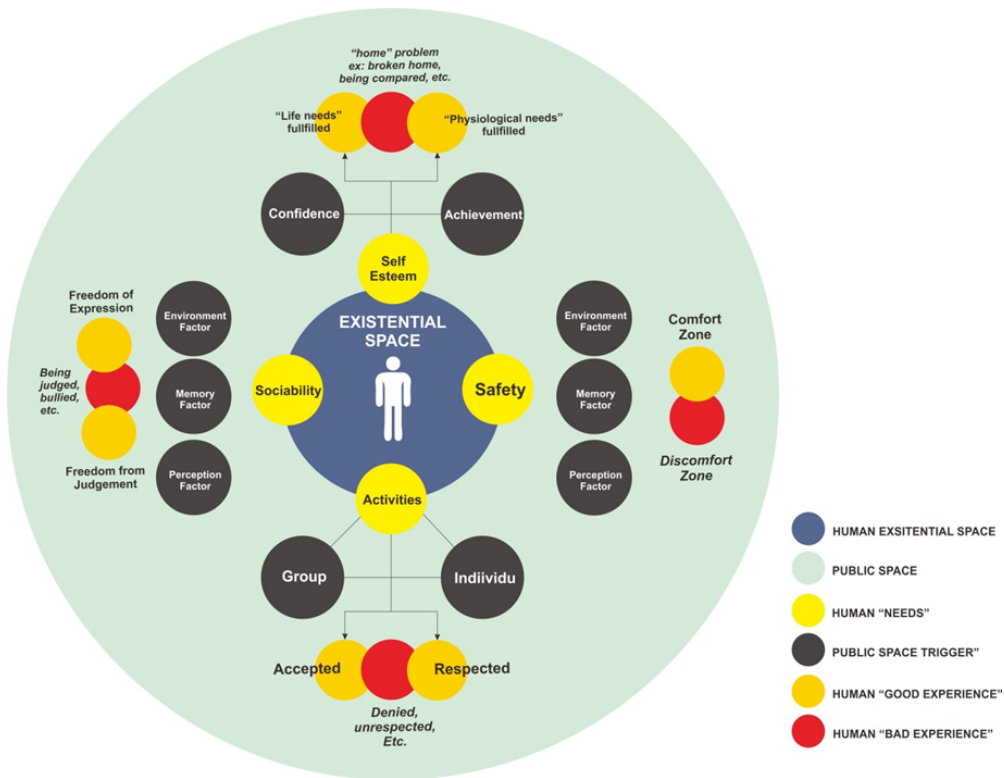 “home” problem
ex: broken home,
being compared, etc.
“Life needs”
fullfilled
“Physiological needs”
fullfilled
Confidence
Achievement
Self
Esteem
Freedom of
Expression
Being
judged,
bullied,
etc.
Freedom from
Judgement
Environment
Factor
Memory
Factor
Perception
Factor
EXISTENTIAL
SPACE
Sociability
Safety
Activities
Environment
Factor
Memory
Factor
Perception
Factor
Comfort
Zone
Discomfort
Zone
Group
Indiividu
Accepted
Respected
Denied,
unrespected,
Etc.
HUMAN EXSITENTIAL SPACE
PUBLIC SPACE
HUMAN “NEEDS”
PUBLIC SPACE TRIGGER”
HUMAN “GOOD EXPERIENCE”
HUMAN “BAD EXPERIENCE”